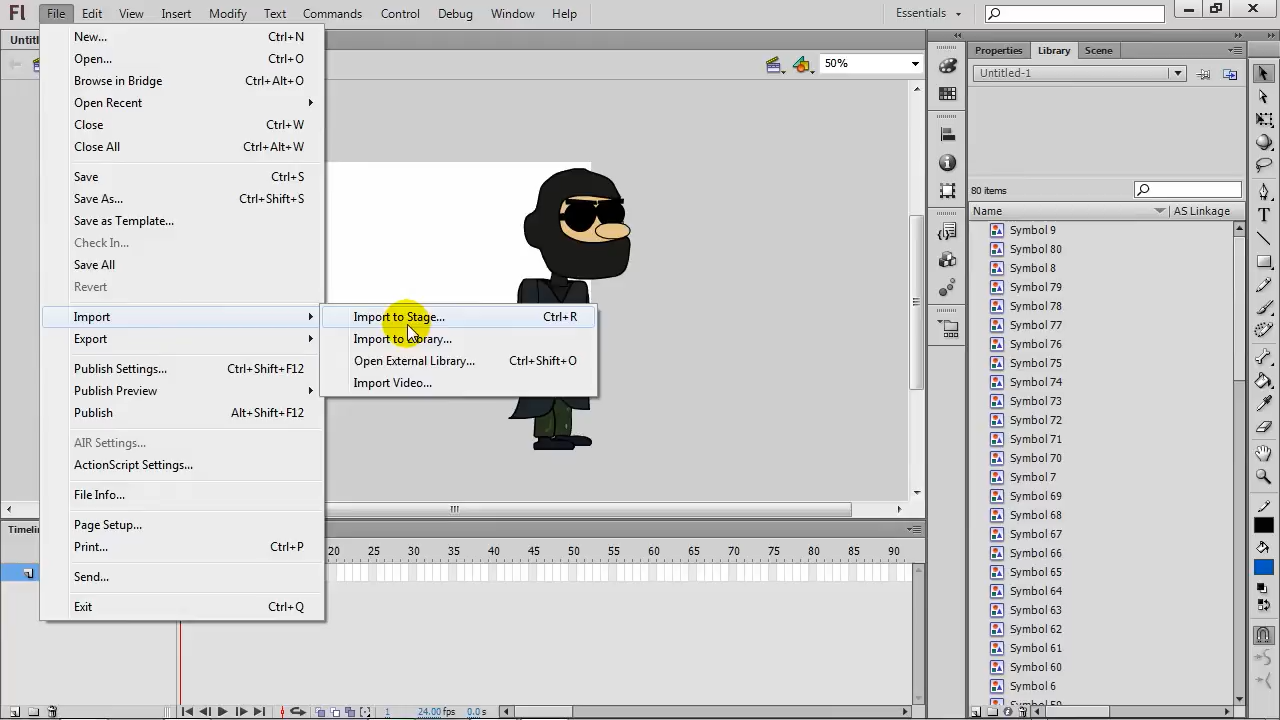 Fl File Edit View Insert Modify Text Commands Control Debug Window Help Essentials
New... Ctrl+N
Open... Ctrl+O
Browse in Bridge Ctrl+Alt+O
Open Recent
Close Ctrl+W
Close All Ctrl+Alt+W
Save Ctrl+S
Save As... Ctrl+Shift+S
Save as Template...
Check In...
Save All
Revert
Import
Export
Publish Settings... Ctrl+Shift+F12
Publish Preview
Publish Alt+Shift+F12
AIR Settings...
ActionScript Settings...
File Info...
Page Setup...
Print... Ctrl+P
Send...
Exit Ctrl+Q
Import to Stage... Ctrl+R
Import to Library...
Open External Library... Ctrl+Shift+O
Import Video...
50%
20 25 30 35 40 45 50 55 60 65 70 75 80 85 90
1 24.00 fps 0.0 s
Properties Library Scene
Untitled-1
80 items
Name AS Linkage
Symbol 9
Symbol 80
Symbol 8
Symbol 79
Symbol 78
Symbol 77
Symbol 76
Symbol 75
Symbol 74
Symbol 73
Symbol 72
Symbol 71
Symbol 70
Symbol 7
Symbol 69
Symbol 68
Symbol 67
Symbol 66
Symbol 65
Symbol 64
Symbol 63
Symbol 62
Symbol 61
Symbol 60
Symbol 6